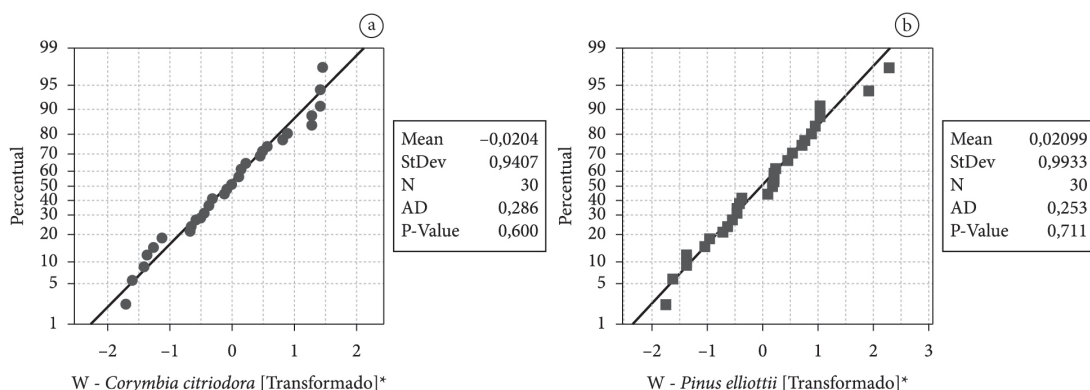 a
99
95
90
80
70
60
50
40
30
20
10
5
1
Percentual
–2 –1 0 1 2
W - Corymbia citriodora [Transformado]*
Mean –0,0204
StDev 0,9407
N 30
AD 0,286
P-Value 0,600
b
99
95
90
80
70
60
50
40
30
20
10
5
1
Percentual
–2 –1 0 1 2 3
W - Pinus elliottii [Transformado]*
Mean 0,02099
StDev 0,9933
N 30
AD 0,253
P-Value 0,711